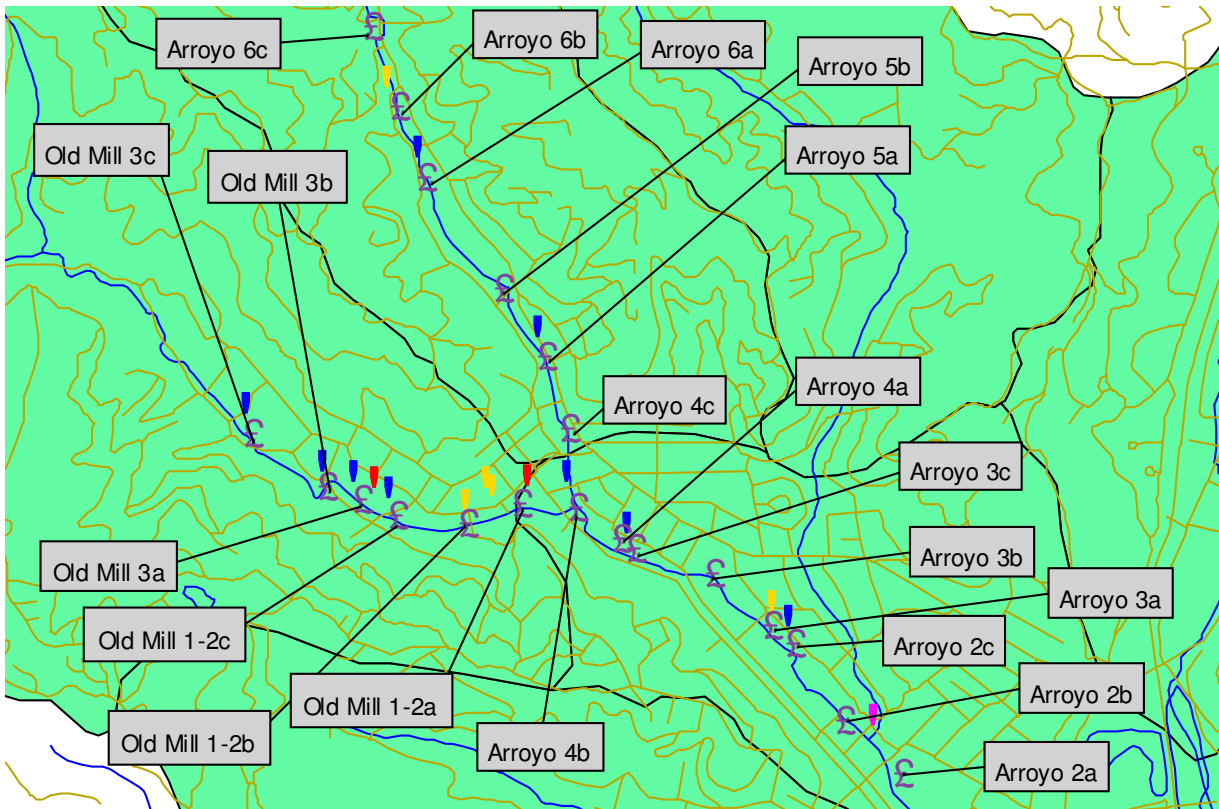 Arroyo 6c
Arroyo 6b
Arroyo 6a
Arroyo 5b
Old Mill 3c
Old Mill 3b
Arroyo 5a
Arroyo 4c
Arroyo 4a
Arroyo 3c
Old Mill 3a
Arroyo 3b
Arroyo 3a
Old Mill 1-2c
Arroyo 2c
Old Mill 1-2a
Arroyo 2b
Old Mill 1-2b
Arroyo 4b
Arroyo 2a